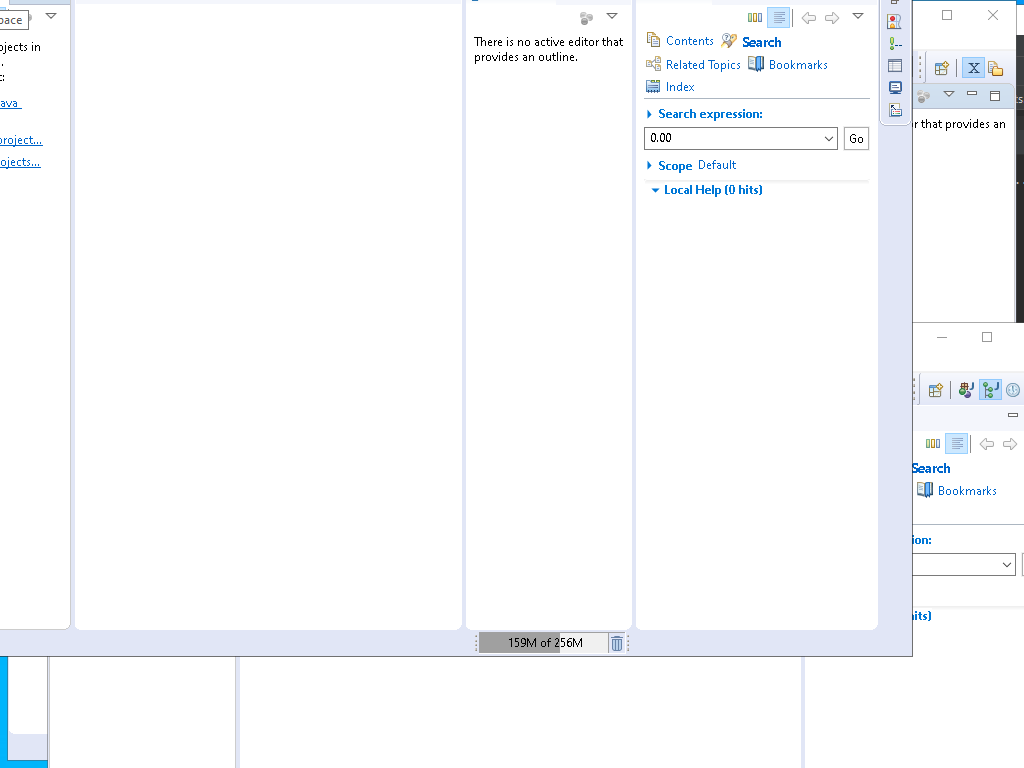 pace
ojects in
.
t:
ava
project...
ojects...
There is no active editor that
provides an outline.
Contents
Search
Related Topics
Bookmarks
Index
Search expression:
0.00
Go
Scope
Default
Local Help (0 hits)
159M of 256M
X
r that provides an
Search
Bookmarks
ion:
hits)